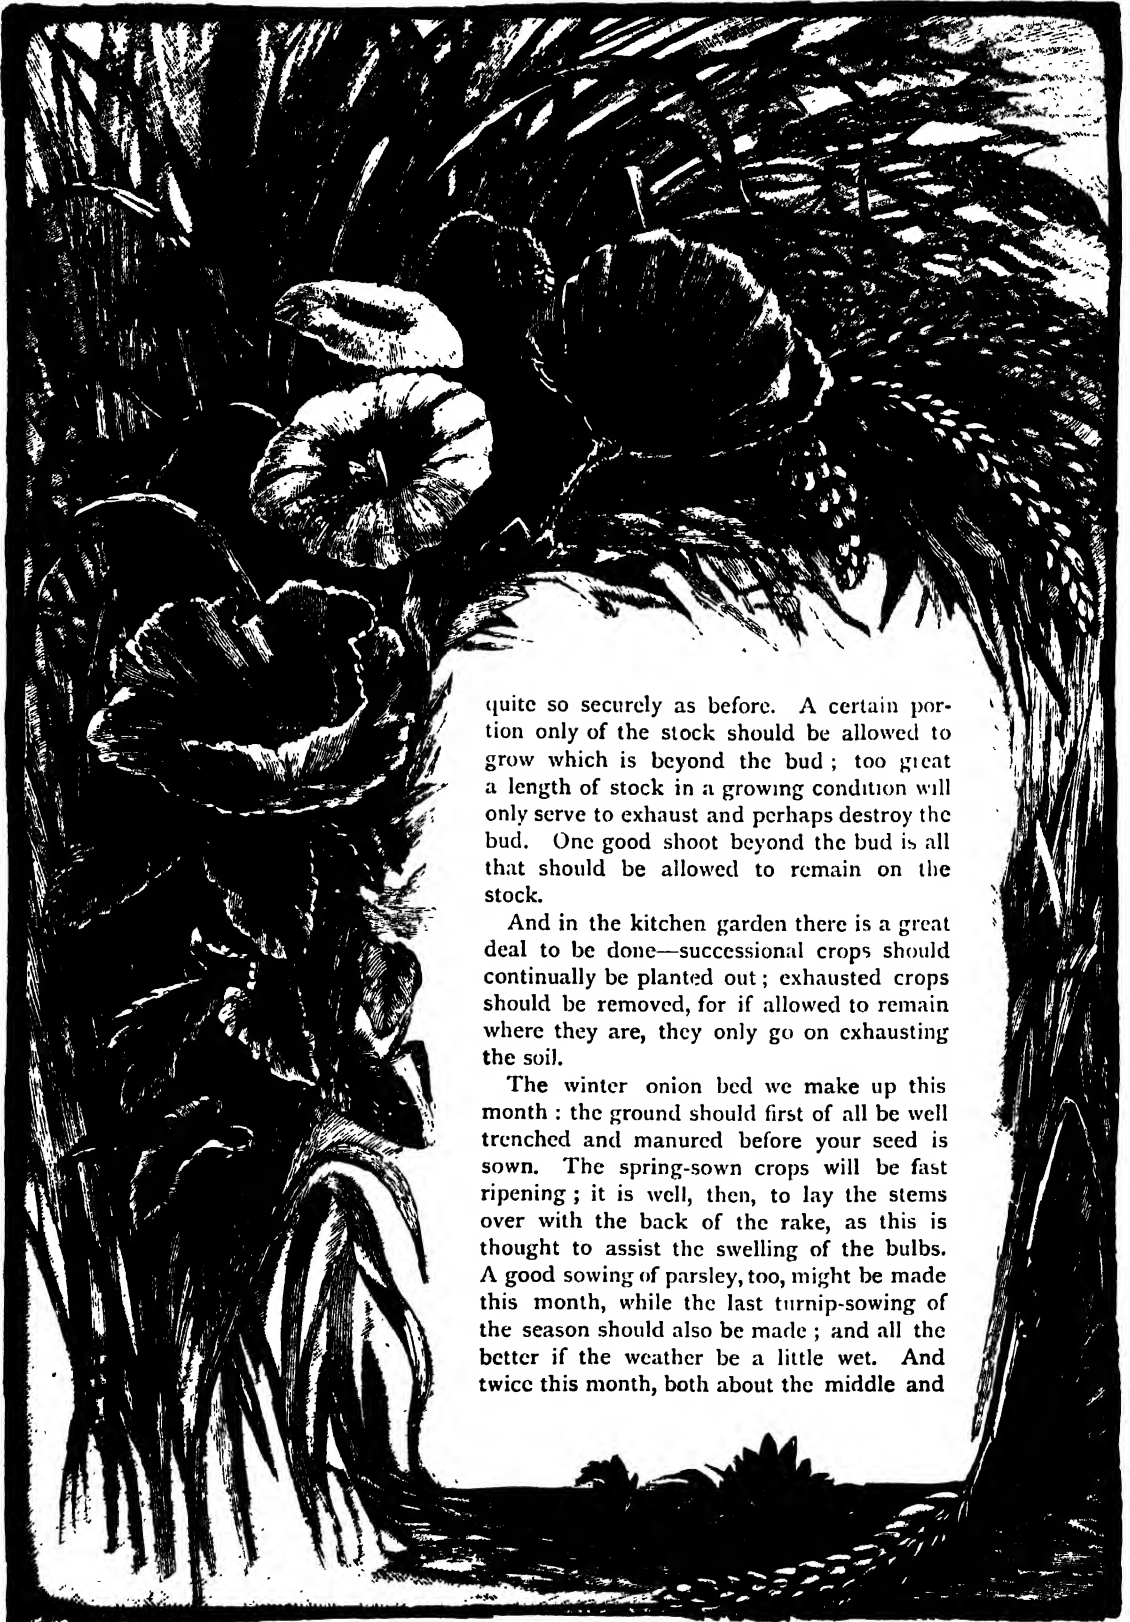 quite so securely as before. A certain por-
tion only of the stock should be allowed to
grow which is beyond the bud ; too great
a length of stock in a growing condition will
only serve to exhaust and perhaps destroy the
bud. One good shoot beyond the bud is all
that should be allowed to remain on the
stock.
And in the kitchen garden there is a great
deal to be done—successional crops should
continually be planted out ; exhausted crops
should be removed, for if allowed to remain
where they are, they only go on exhausting
the soil.
The winter onion bed we make up this
month : the ground should first of all be well
trenched and manured before your seed is
sown. The spring-sown crops will be fast
ripening ; it is well, then, to lay the stems
over with the back of the rake, as this is
thought to assist the swelling of the bulbs.
A good sowing of parsley, too, might be made
this month, while the last turnip-sowing of
the season should also be made ; and all the
better if the weather be a little wet. And
twice this month, both about the middle and